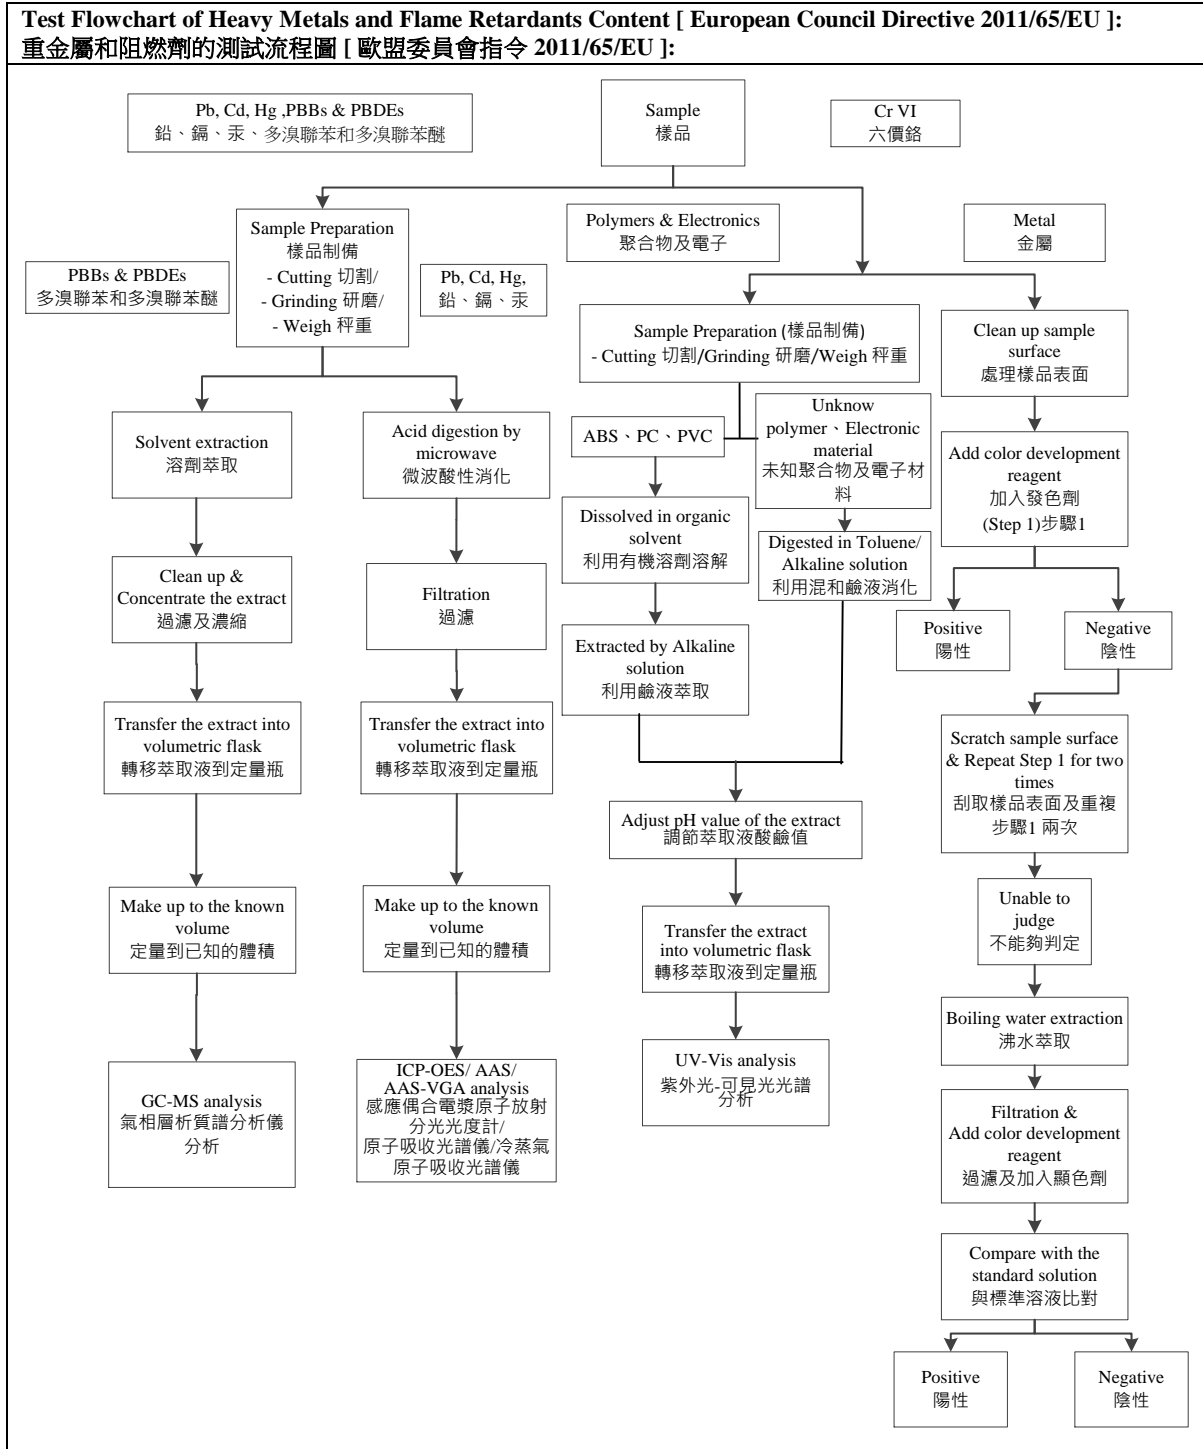 Test Flowchart of Heavy Metals and Flame Retardants Content [ European Council Directive 2011/65/EU ]:
重金屬和阻燃劑的測試流程圖 [ 歐盟委員會指令 2011/65/EU ]:
Pb, Cd, Hg ,PBBs & PBDEs
鉛、鎘、汞、多溴聯苯和多溴聯苯醚
Sample
樣品
Cr VI
六價鉻
Sample Preparation
樣品制備
- Cutting 切割/
- Grinding 研磨/
- Weigh 秤重
PBBs & PBDEs
多溴聯苯和多溴聯苯醚
Pb, Cd, Hg,
鉛、鎘、汞
Solvent extraction
溶劑萃取
Clean up &
Concentrate the extract
過濾及濃縮
Transfer the extract into
volumetric flask
轉移萃取液到定量瓶
Make up to the known
volume
定量到已知的體積
GC-MS analysis
氣相層析質譜分析儀
分析
Acid digestion by
microwave
微波酸性消化
Filtration
過濾
Transfer the extract into
volumetric flask
轉移萃取液到定量瓶
Make up to the known
volume
定量到已知的體積
ICP-OES/ AAS/
AAS-VGA analysis
感應偶合電漿原子放射
分光光度計/
原子吸收光譜儀/冷蒸氣
原子吸收光譜儀
Polymers & Electronics
聚合物及電子
Sample Preparation (樣品制備)
- Cutting 切割/Grinding 研磨/Weigh 秤重
ABS、PC、PVC
Dissolved in organic
solvent
利用有機溶劑溶解
Extracted by Alkaline
solution
利用鹼液萃取
Unknow
polymer、Electronic
material
未知聚合物及電子材
料
Digested in Toluene/
Alkaline solution
利用混和鹼液消化
Adjust pH value of the extract
調節萃取液酸鹼值
Transfer the extract
into volumetric flask
轉移萃取液到定量瓶
UV-Vis analysis
紫外光-可見光光譜
分析
Metal
金屬
Clean up sample
surface
處理樣品表面
Add color development
reagent
加入發色劑
(Step 1)步驟1
Positive
陽性
Negative
陰性
Scratch sample surface
& Repeat Step 1 for two
times
刮取樣品表面及重複
步驟1 兩次
Unable to
judge
不能夠判定
Boiling water extraction
沸水萃取
Filtration &
Add color development
reagent
過濾及加入顯色劑
Compare with the
standard solution
與標準溶液比對
Positive
陽性
Negative
陰性